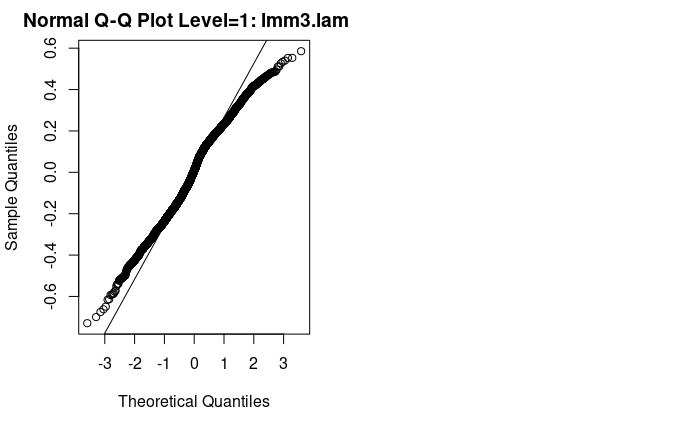 Normal Q-Q Plot Level=1: lmm3.lam
0.6
0.4
0.2
0.0
-0.2
-0.4
-0.6
Sample Quantiles
-3 -2 -1 0 1 2 3
Theoretical Quantiles